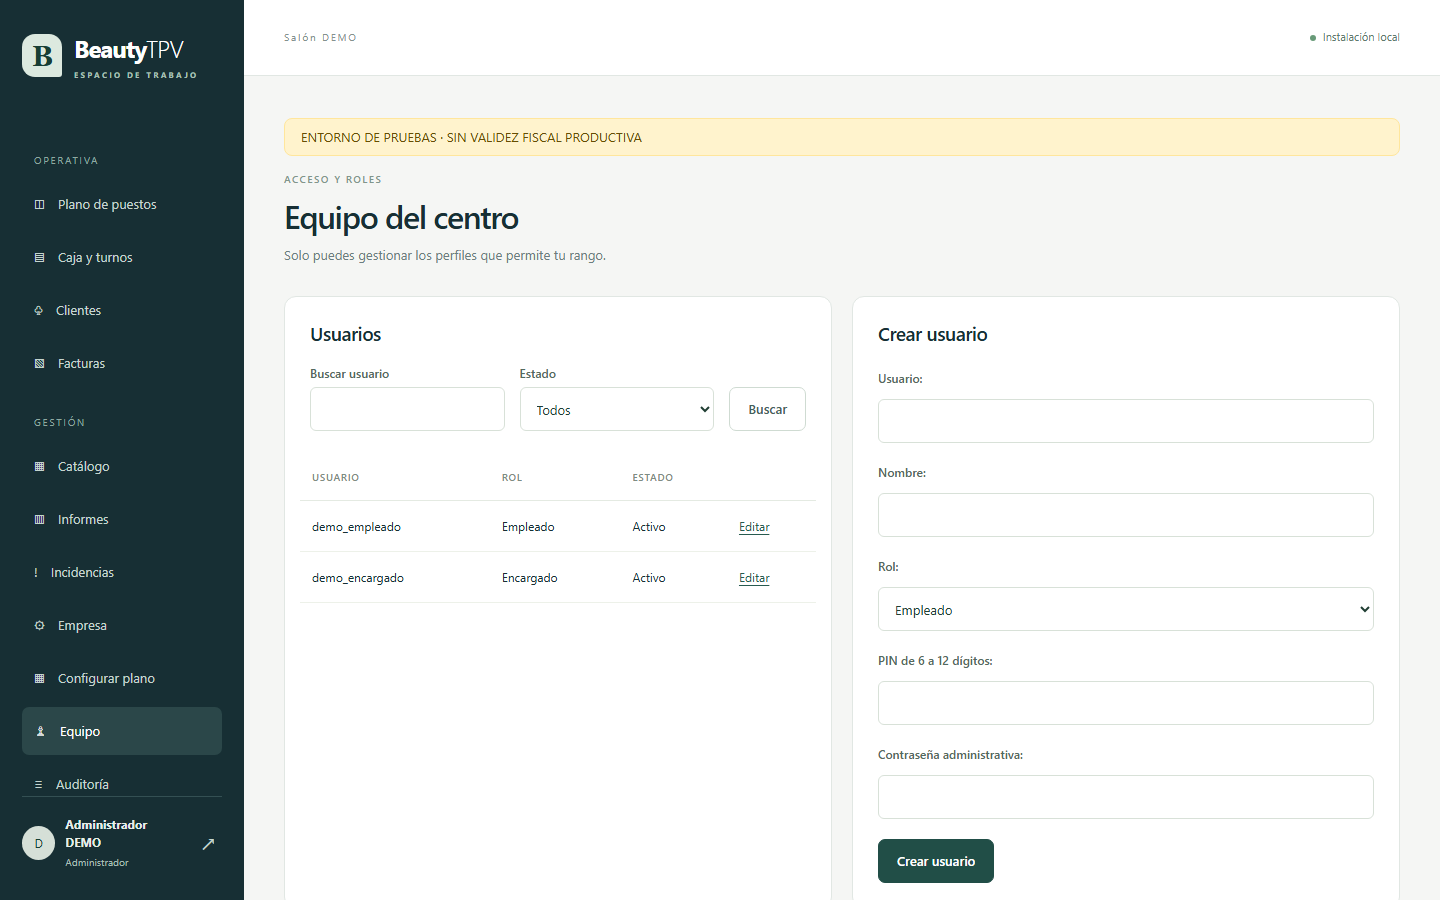 B
BeautyTPV
ESPACIO DE TRABAJO
OPERATIVA
Plano de puestos
Caja y turnos
Clientes
Facturas
GESTIÓN
Catálogo
Informes
! Incidencias
Empresa
Configurar plano
Equipo
Auditoría
D
Administrador
DEMO
Administrador
Salón DEMO
Instalación local
ENTORNO DE PRUEBAS · SIN VALIDEZ FISCAL PRODUCTIVA
ACCESO Y ROLES
Equipo del centro
Solo puedes gestionar los perfiles que permite tu rango.
Usuarios
Buscar usuario Estado
Todos Buscar
USUARIO ROL ESTADO
demo_empleado Empleado Activo Editar
demo_encargado Encargado Activo Editar
Crear usuario
Usuario:
Nombre:
Rol:
Empleado
PIN de 6 a 12 dígitos:
Contraseña administrativa:
Crear usuario